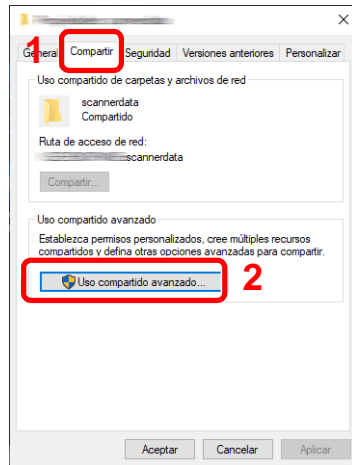 1
General Compartir Seguridad Versiones anteriores Personalizar
Uso compartido de carpetas y archivos de red
scannerdata
Compartido
Ruta de acceso de red:
scannerdata
Compartir...
Uso compartido avanzado
Establezca permisos personalizados, cree múltiples recursos
compartidos y defina otras opciones avanzadas para compartir.
Uso compartido avanzado... 2
Aceptar Cancelar Aplicar